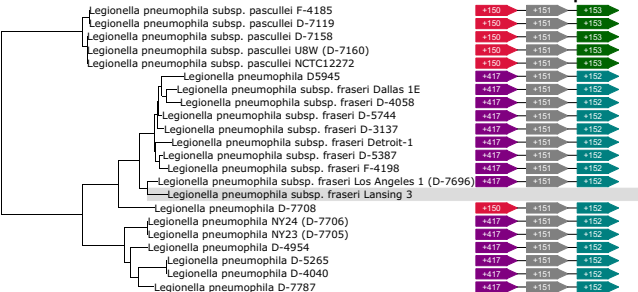 Legionella pneumophila subsp. pascullei F-4185 +150 +151 +153
Legionella pneumophila subsp. pascullei D-7119 +150 +151 +153
Legionella pneumophila subsp. pascullei D-7158 +150 +151 +153
Legionella pneumophila subsp. pascullei U8W (D-7160) +150 +151 +153
Legionella pneumophila subsp. pascullei NCTC12272 +150 +151 +153
Legionella pneumophila D5945 +417 +151 +152
Legionella pneumophila subsp. fraseri Dallas 1E +417 +151 +152
Legionella pneumophila subsp. fraseri D-4058 +417 +151 +152
Legionella pneumophila subsp. fraseri D-5744 +417 +151 +152
Legionella pneumophila subsp. fraseri D-3137 +417 +151 +152
Legionella pneumophila subsp. fraseri Detroit-1 +417 +151 +152
Legionella pneumophila subsp. fraseri D-5387 +417 +151 +152
Legionella pneumophila subsp. fraseri F-4198 +417 +151 +152
Legionella pneumophila subsp. fraseri Los Angeles 1 (D-7696) +417 +151 +152
Legionella pneumophila subsp. fraseri Lansing 3
Legionella pneumophila D-7708 +150 +151 +152
Legionella pneumophila NY24 (D-7706) +417 +151 +152
Legionella pneumophila NY23 (D-7705) +417 +151 +152
Legionella pneumophila D-4954 +417 +151 +152
Legionella pneumophila D-5265 +417 +151 +152
Legionella pneumophila D-4040 +417 +151 +152
Legionella pneumophila D-7787 +417 +151 +152